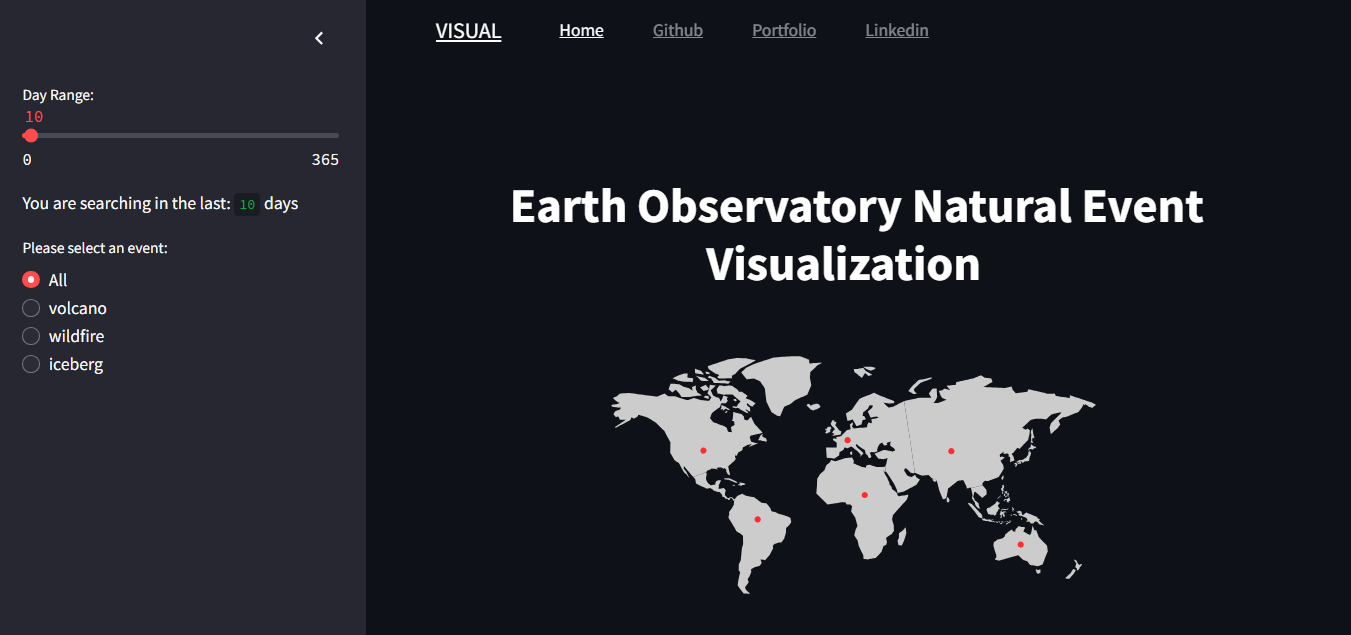 VISUAL Home Github Portfolio Linkedin
Day Range:
10
0 365
You are searching in the last: 10 days
Please select an event:
All
volcano
wildfire
iceberg
Earth Observatory Natural Event
Visualization